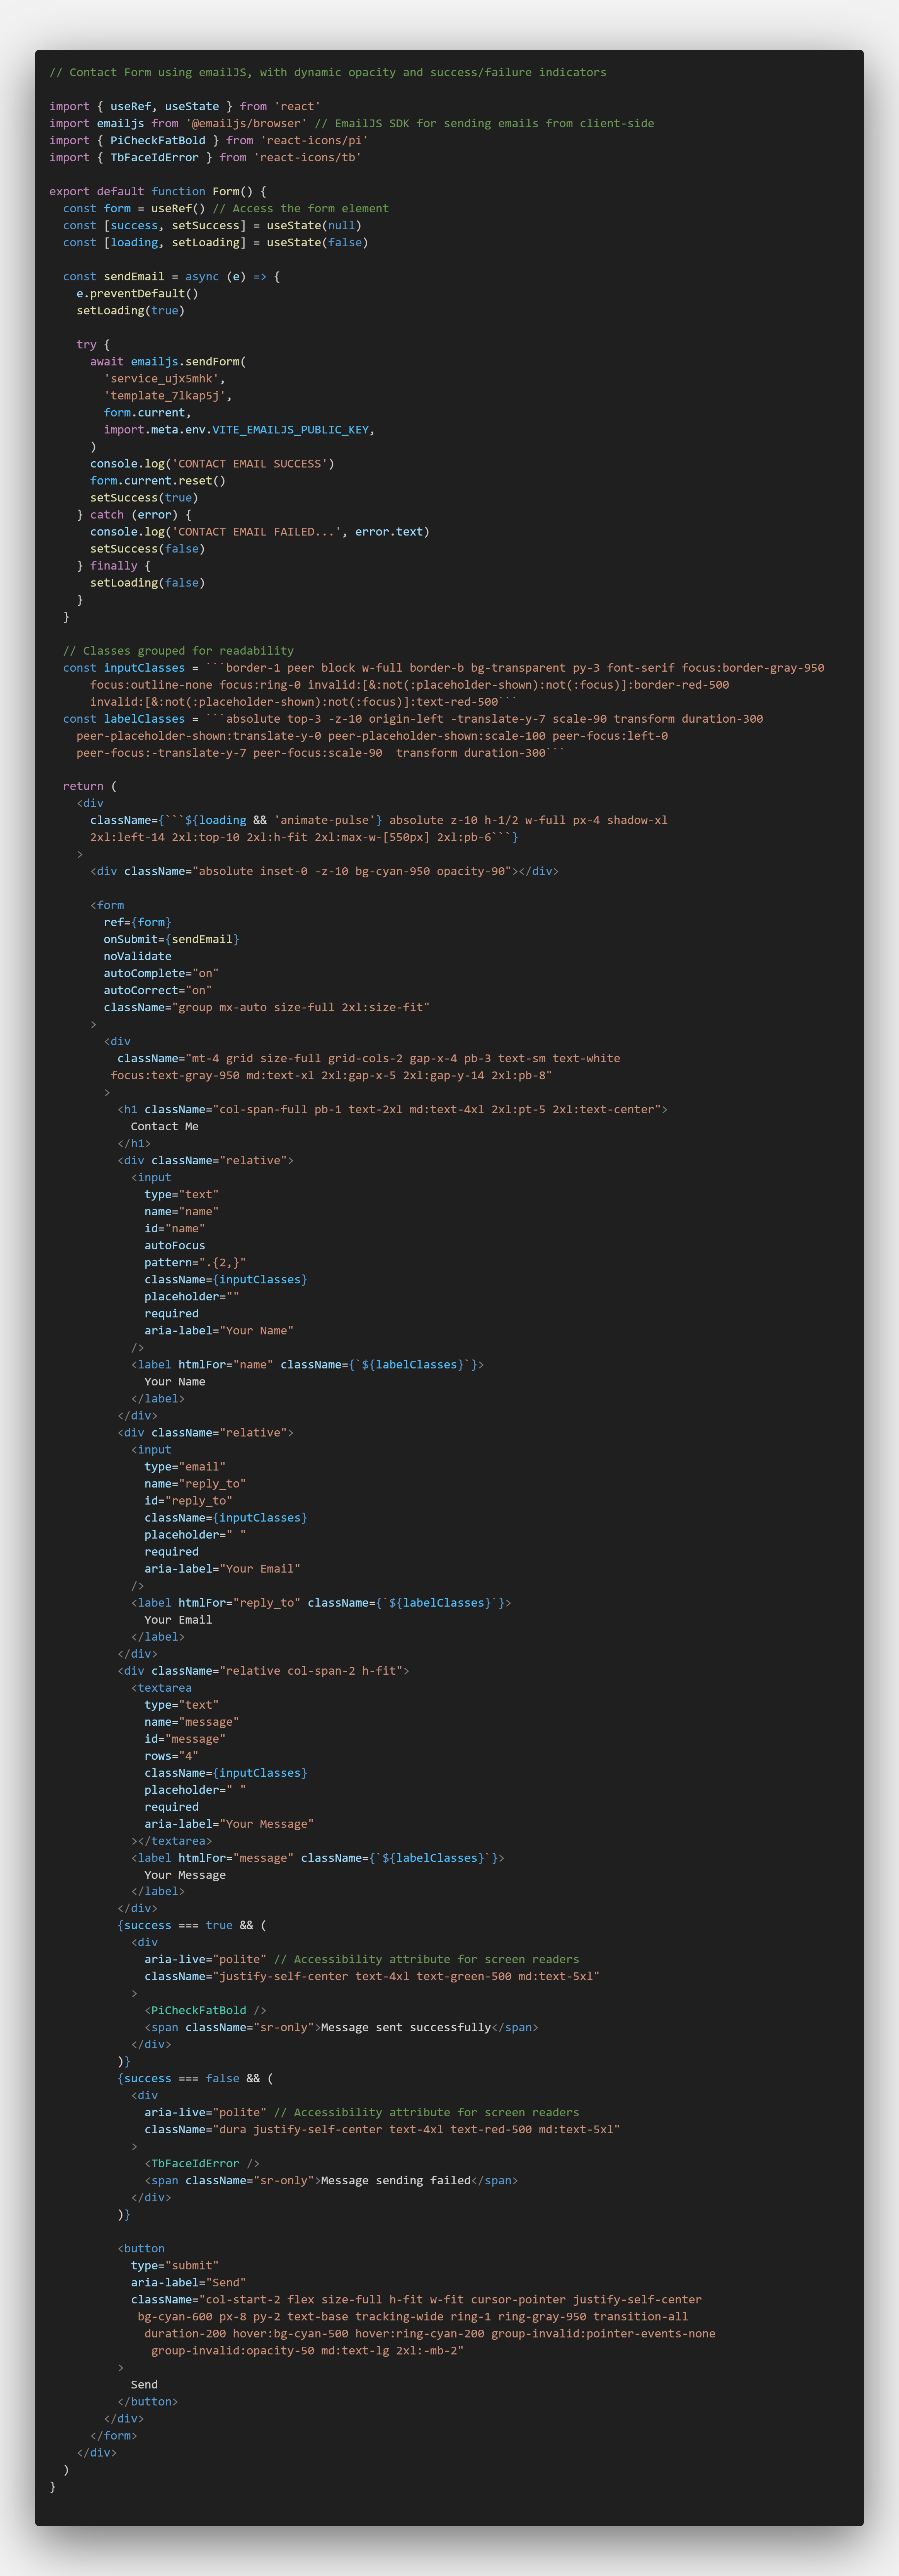 // Contact Form using emailJS, with dynamic opacity and success/failure indicators

import { useRef, useState } from 'react'
import emailjs from '@emailjs/browser' // EmailJS SDK for sending emails from client-side
import { PiCheckFatBold } from 'react-icons/pi'
import { TbFaceIdError } from 'react-icons/tb'

export default function Form() {
  const form = useRef() // Access the form element
  const [success, setSuccess] = useState(null)
  const [loading, setLoading] = useState(false)

  const sendEmail = async (e) => {
    e.preventDefault()
    setLoading(true)

    try {
      await emailjs.sendForm(
        'service_ujx5mhk',
        'template_7lkap5j',
        form.current,
        import.meta.env.VITE_EMAILJS_PUBLIC_KEY,
      )
      console.log('CONTACT EMAIL SUCCESS')
      form.current.reset()
      setSuccess(true)
    } catch (error) {
      console.log('CONTACT EMAIL FAILED...', error.text)
      setSuccess(false)
    } finally {
      setLoading(false)
    }
  }

  // Classes grouped for readability
  const inputClasses = ```border-1 peer block w-full border-b bg-transparent py-3 font-serif focus:border-gray-950
      focus:outline-none focus:ring-0 invalid:[&:not(:placeholder-shown):not(:focus)]:border-red-500
      invalid:[&:not(:placeholder-shown):not(:focus)]:text-red-500```
  const labelClasses = ```absolute top-3 -z-10 origin-left -translate-y-7 scale-90 transform duration-300
    peer-placeholder-shown:translate-y-0 peer-placeholder-shown:scale-100 peer-focus:left-0
    peer-focus:-translate-y-7 peer-focus:scale-90  transform duration-300```

  return (
    <div
      className={```${loading && 'animate-pulse'} absolute z-10 h-1/2 w-full px-4 shadow-xl
      2xl:left-14 2xl:top-10 2xl:h-fit 2xl:max-w-[550px] 2xl:pb-6```}
    >
      <div className="absolute inset-0 -z-10 bg-cyan-950 opacity-90"></div>

      <form
        ref={form}
        onSubmit={sendEmail}
        noValidate
        autoComplete="on"
        autoCorrect="on"
        className="group mx-auto size-full 2xl:size-fit"
      >
        <div
          className="mt-4 grid size-full grid-cols-2 gap-x-4 pb-3 text-sm text-white
         focus:text-gray-950 md:text-xl 2xl:gap-x-5 2xl:gap-y-14 2xl:pb-8"
        >
          <h1 className="col-span-full pb-1 text-2xl md:text-4xl 2xl:pt-5 2xl:text-center">
            Contact Me
          </h1>
          <div className="relative">
            <input
              type="text"
              name="name"
              id="name"
              autoFocus
              pattern=".{2,}"
              className={inputClasses}
              placeholder=""
              required
              aria-label="Your Name"
            />
            <label htmlFor="name" className={`${labelClasses}`}>
              Your Name
            </label>
          </div>
          <div className="relative">
            <input
              type="email"
              name="reply_to"
              id="reply_to"
              className={inputClasses}
              placeholder=" "
              required
              aria-label="Your Email"
            />
            <label htmlFor="reply_to" className={`${labelClasses}`}>
              Your Email
            </label>
          </div>
          <div className="relative col-span-2 h-fit">
            <textarea
              type="text"
              name="message"
              id="message"
              rows="4"
              className={inputClasses}
              placeholder=" "
              required
              aria-label="Your Message"
            ></textarea>
            <label htmlFor="message" className={`${labelClasses}`}>
              Your Message
            </label>
          </div>
          {success === true && (
            <div
              aria-live="polite" // Accessibility attribute for screen readers
              className="justify-self-center text-4xl text-green-500 md:text-5xl"
            >
              <PiCheckFatBold />
              <span className="sr-only">Message sent successfully</span>
            </div>
          )}
          {success === false && (
            <div
              aria-live="polite" // Accessibility attribute for screen readers
              className="dura justify-self-center text-4xl text-red-500 md:text-5xl"
            >
              <TbFaceIdError />
              <span className="sr-only">Message sending failed</span>
            </div>
          )}

          <button
            type="submit"
            aria-label="Send"
            className="col-start-2 flex size-full h-fit w-fit cursor-pointer justify-self-center
             bg-cyan-600 px-8 py-2 text-base tracking-wide ring-1 ring-gray-950 transition-all
              duration-200 hover:bg-cyan-500 hover:ring-cyan-200 group-invalid:pointer-events-none
               group-invalid:opacity-50 md:text-lg 2xl:-mb-2"
          >
            Send
          </button>
        </div>
      </form>
    </div>
  )
}